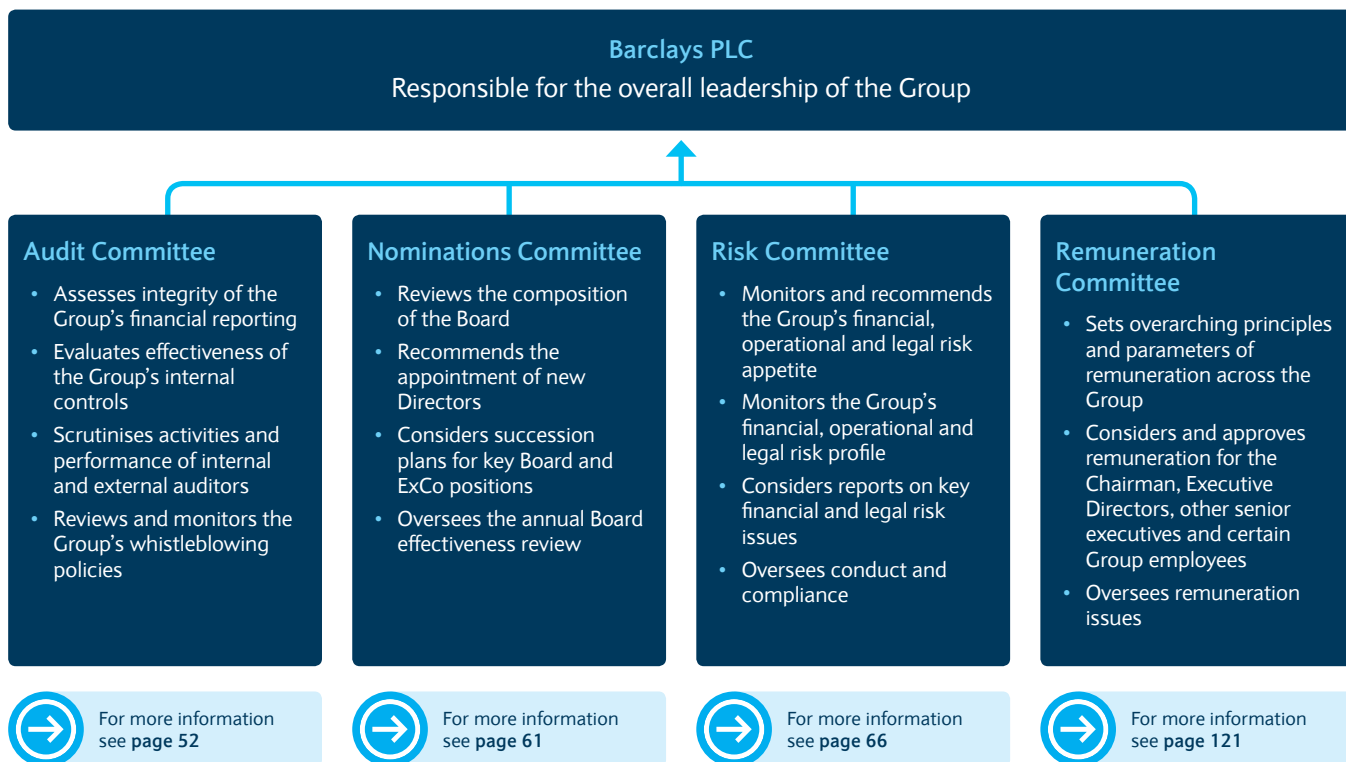 Barclays PLC
Responsible for the overall leadership of the Group
Audit Committee
• Assesses integrity of the
Group’s financial reporting
• Evaluates effectiveness of
the Group’s internal
controls
• Scrutinises activities and
performance of internal
and external auditors
• Reviews and monitors the
Group’s whistleblowing
policies
For more information
see page 52
Nominations Committee
• Reviews the composition
of the Board
• Recommends the
appointment of new
Directors
• Considers succession
plans for key Board and
ExCo positions
• Oversees the annual Board
effectiveness review
For more information
see page 61
Risk Committee
• Monitors and recommends
the Group’s financial,
operational and legal risk
appetite
• Monitors the Group’s
financial, operational and
legal risk profile
• Considers reports on key
financial and legal risk
issues
• Oversees conduct and
compliance
For more information
see page 66
Remuneration
Committee
• Sets overarching principles
and parameters of
remuneration across the
Group
• Considers and approves
remuneration for the
Chairman, Executive
Directors, other senior
executives and certain
Group employees
• Oversees remuneration
issues
For more information
see page 121